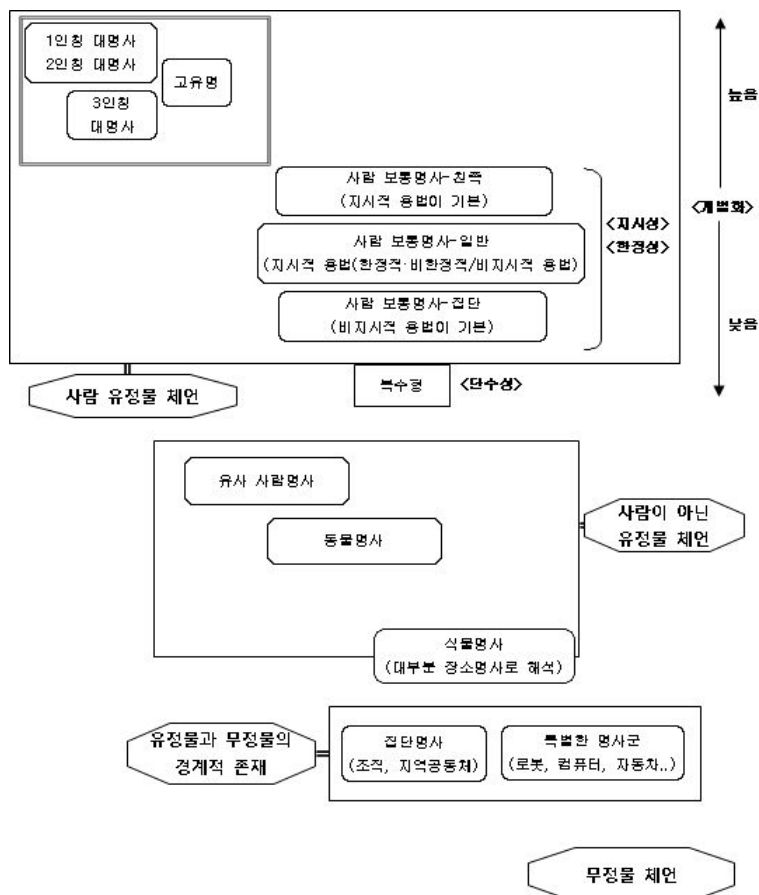 1인칭 대명사
2인칭 대명사
고유명
3인칭
대명사
높음
사람 보통명사-친족
(지시적 용법이 기본)
<지시성>
<개별화>
사람 보통명사-일반
<한정성>
(지시적 용법(한정적·비한정적/비지시적 용법)
사람 보통명사-집단
(비지시적 용법이 기본)
낮음
사람 유정물 체언
복수형
<단수성>
유사 사람명사
동물명사
사람이 아닌
유정물 체언
식물명사
(대부분 장소명사로 해석)
유정물과 무정물의
경계적 존재
집단명사
(조직, 지역공동체)
특별한 명사군
(로봇, 컴퓨터, 자동차..)
무정물 체언